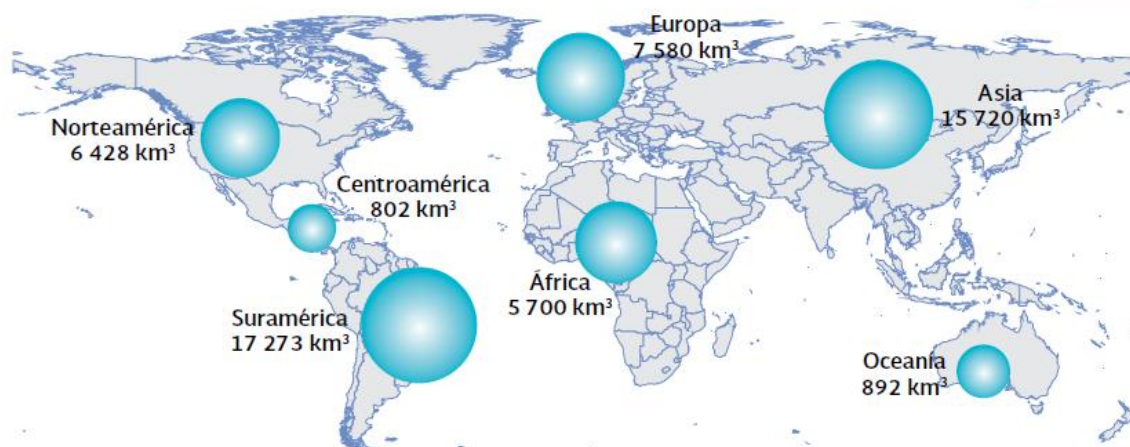 Europa
7 580 km³
Asia
15 720 km³
Norteamérica
6 428 km³
Centroamérica
802 km³
África
5 700 km³
Suramérica
17 273 km³
Oceanía
892 km³